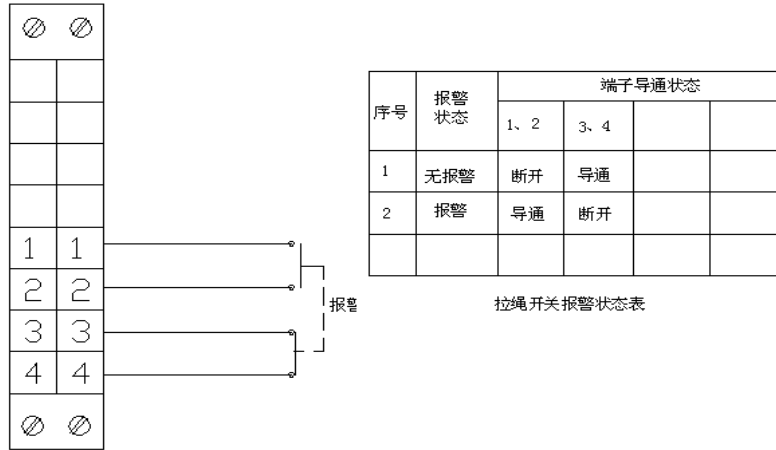 1 1
2 2
3 3
4 4
报警
序号 报警状态 端子导通状态
1、2 3、4
1 无报警 断开 导通
2 报警 导通 断开
拉绳开关报警状态表